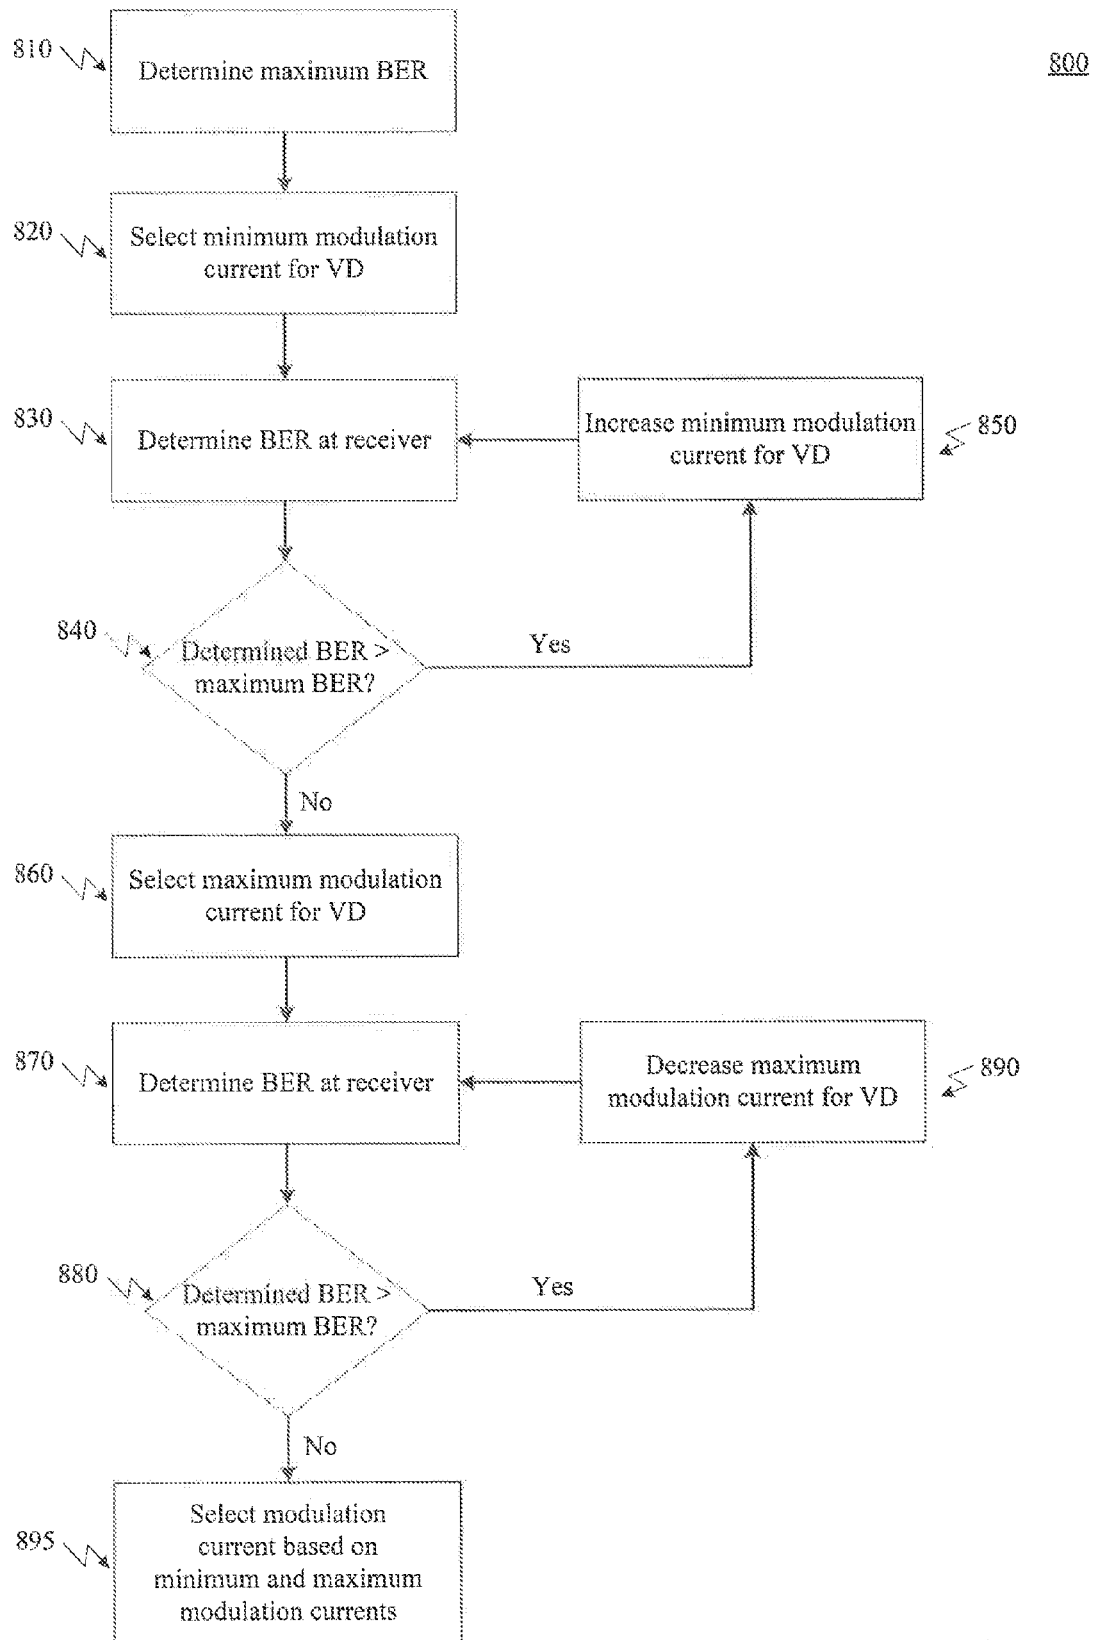 810
Determine maximum BER
800
820
Select minimum modulation
current for VD
830
Determine BER at receiver
Increase minimum modulation
current for VD
850
840
Determined BER >
maximum BER?
Yes
No
860
Select maximum modulation
current for VD
870
Determine BER at receiver
Decrease maximum
modulation current for VD
890
880
Determined BER >
maximum BER?
Yes
No
895
Select modulation
current based on
minimum and maximum
modulation currents